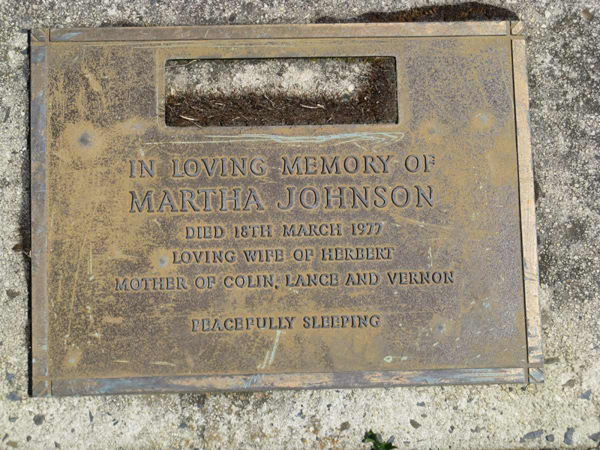 IN LOVING MEMORY OF
MARTHA JOHNSON
DIED 18TH MARCH 1977
LOVING WIFE OF HERBERT
MOTHER OF COLIN, LANCE AND VERNON
PEACEFULLY SLEEPING